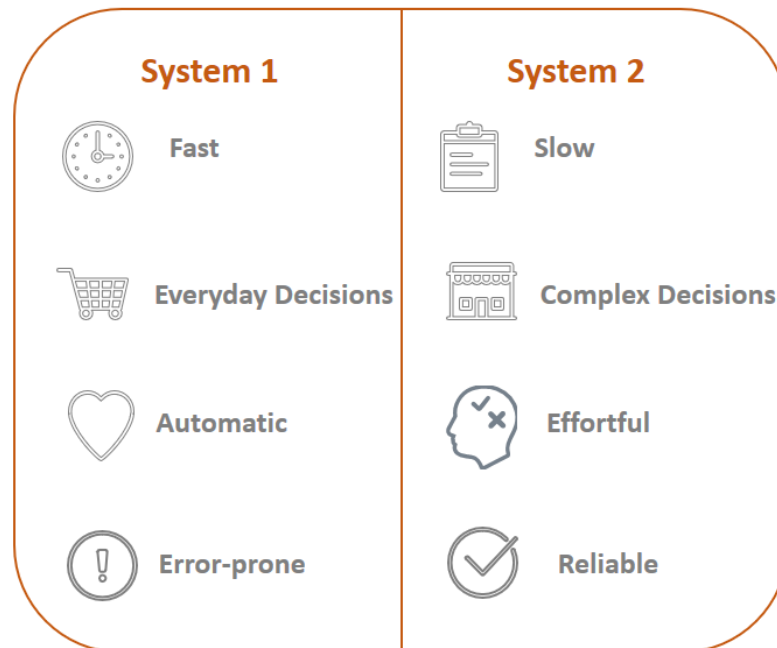 System 1
Fast
Everyday Decisions
Automatic
Error-prone
System 2
Slow
Complex Decisions
Effortful
Reliable